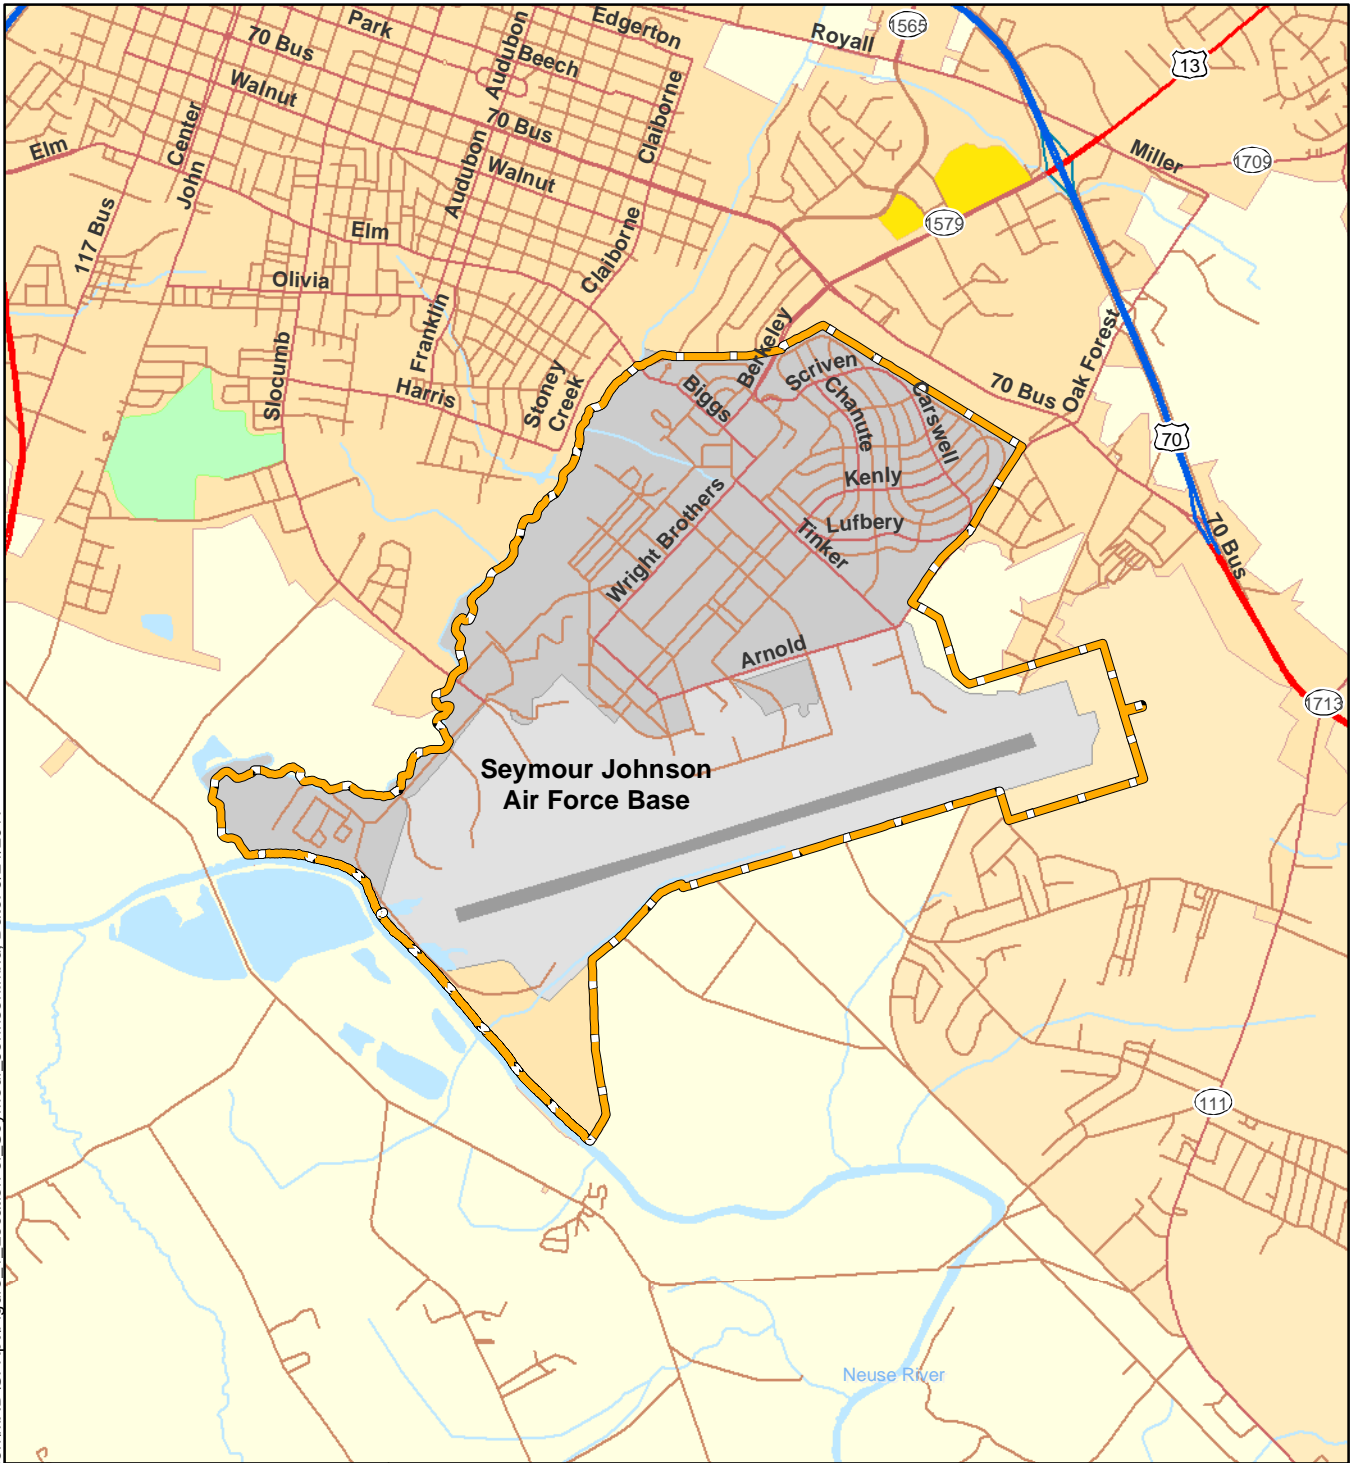 Park
Edgerton
1565
Royall
70 Bus
Audubon
Beech
13
Walnut
Claiborne
70 Bus
Center
Elm
John
Audubon
Walnut
Miller
1709
117 Bus
Elm
Claiborne
1579
Olivia
Franklin
Berkeley
Oak Forest
Slocumb
Harris
Stoney
Creek
Biggs
Scriven
Chanute
Carswell
70 Bus
70
Kenly
Wright Brothers
Lufbery
Tinker
70 Bus
Arnold
1713
Seymour Johnson
Air Force Base
111
Neuse River